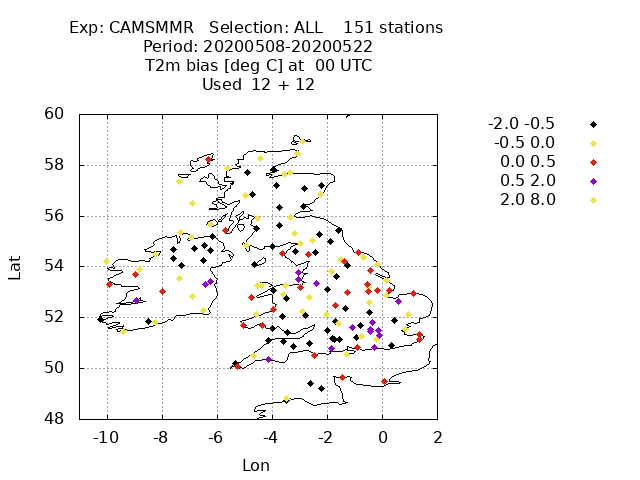 Exp: CAMSMMR Selection: ALL 151 stations
Period: 20200508-20200522
T2m bias [deg C] at 00 UTC
Used 12 + 12
-2.0 -0.5
-0.5 0.0
0.0 0.5
0.5 2.0
2.0 8.0
60
58
56
54
52
50
48
Lat
-10 -8 -6 -4 -2 0 2
Lon